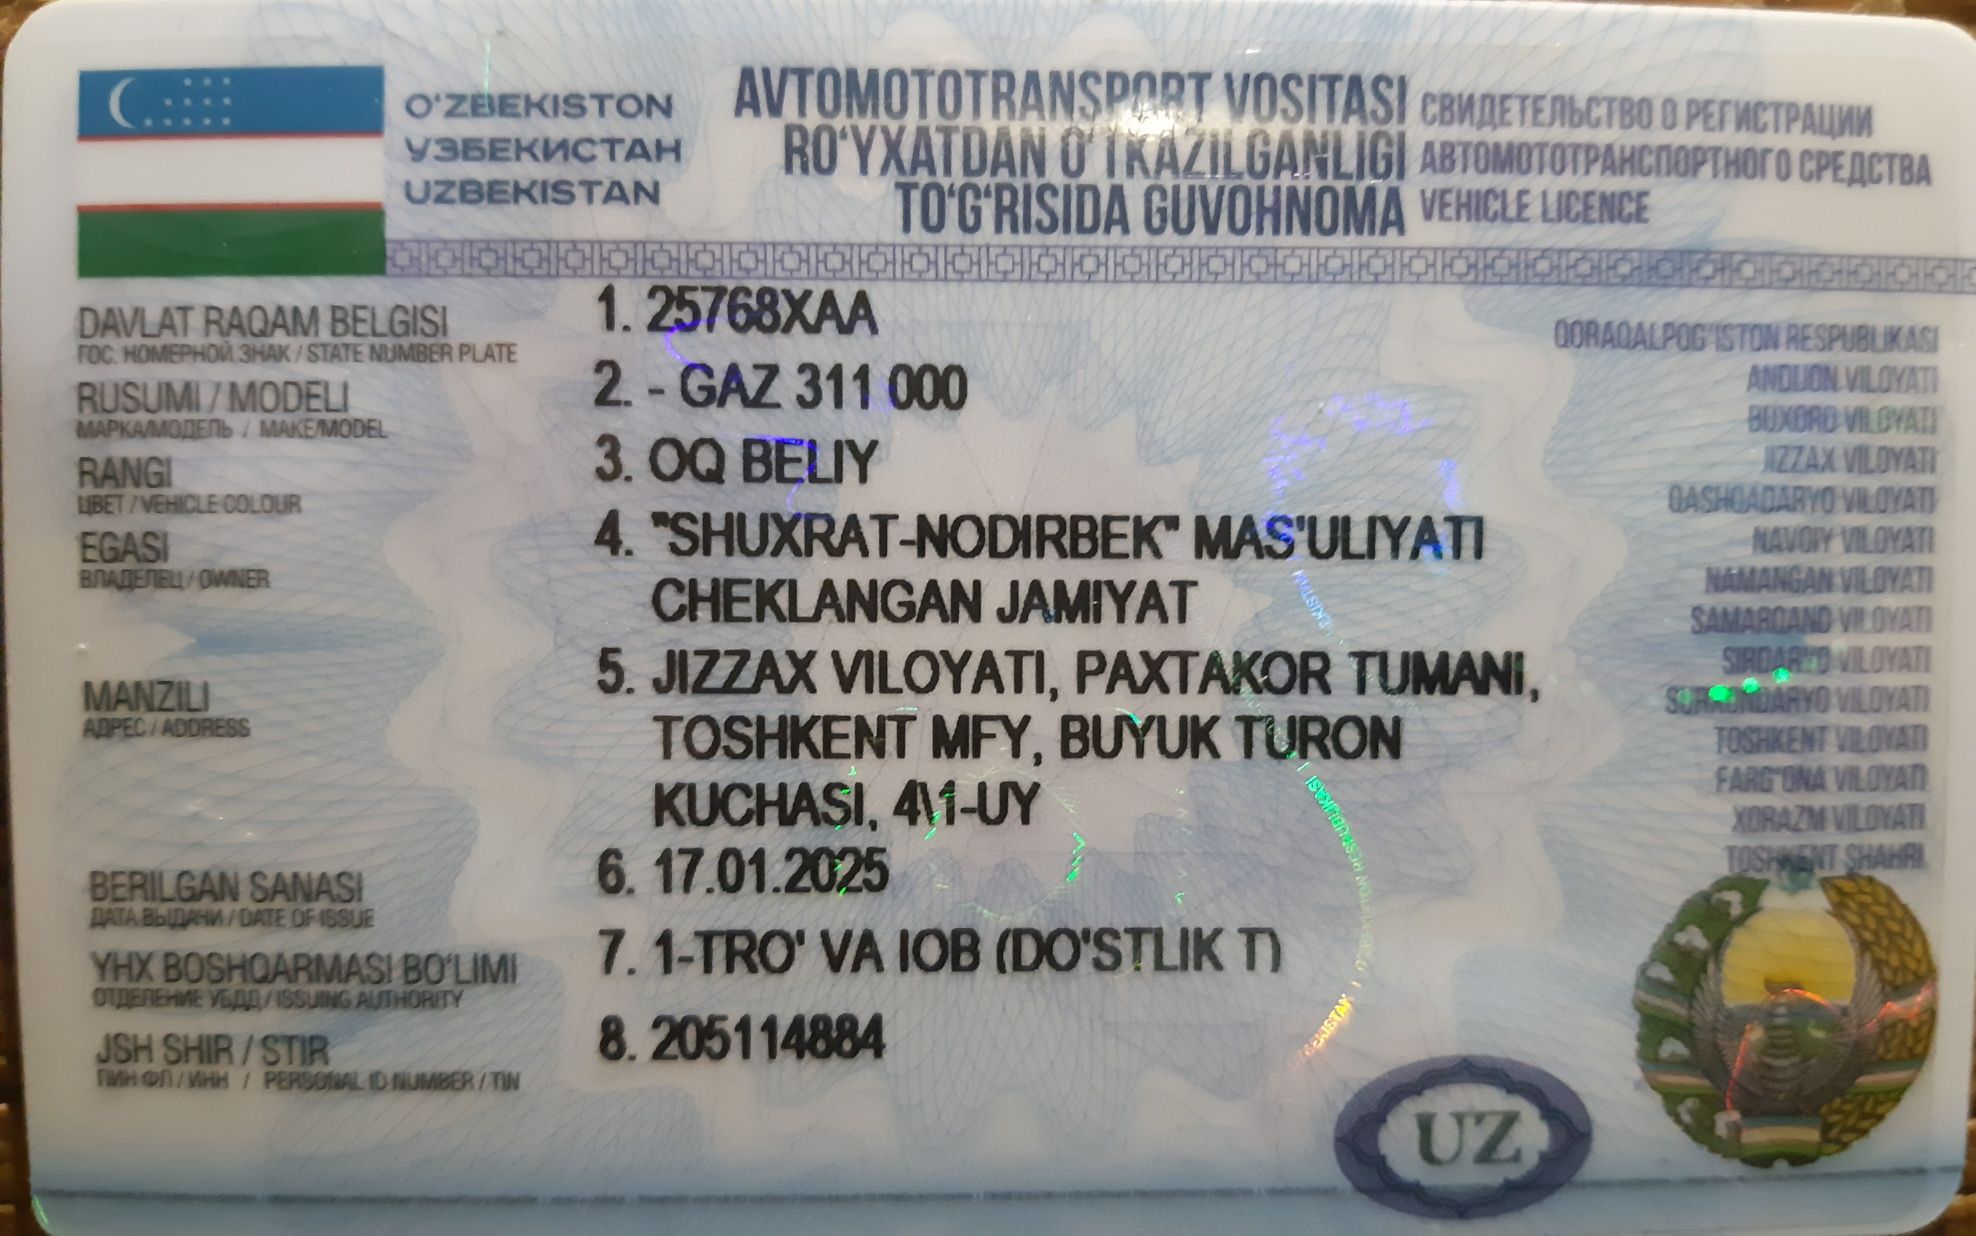 O'ZBEKISTON
УЗБЕКИСТАН
UZBEKISTAN
AVTOMOTOTRANSPORT VOSITASI
RO'YXATDAN O'TKAZILGANLIGI
TO'G'RISIDA GUVOHNOMA
СВИДЕТЕЛЬСТВО О РЕГИСТРАЦИИ
АВТОМОТОТРАНСПОРТНОГО СРЕДСТВА
VEHICLE LICENCE
DAVLAT RAQAM BELGISI
ГОС. НОМЕРНОЙ ЗНАК / STATE NUMBER PLATE
1. 25768XAA
RUSUMI / MODELI
МАРКА/МОДЕЛЬ / MAKE/MODEL
2. - GAZ 311 000
RANGI
ЦВЕТ / VEHICLE COLOUR
3. OQ BELIY
EGASI
ВЛАДЕЛЕЦ / OWNER
4. "SHUXRAT-NODIRBEK" MAS'ULIYATI
CHEKLANGAN JAMIYAT
MANZILI
АДРЕС / ADDRESS
5. JIZZAX VILOYATI, PAXTAKOR TUMANI,
TOSHKENT MFY, BUYUK TURON
KUCHASI, 4\1-UY
BERILGAN SANASI
ДАТА ВЫДАЧИ / DATE OF ISSUE
6. 17.01.2025
YHX BOSHQARMASI BO'LIMI
ОТДЕЛЕНИЕ УБДД / ISSUING AUTHORITY
7. 1-TRO' VA IOB (DO'STLIK T)
JSH SHIR / STIR
ПИН ФЛ / ИНН / PERSONAL ID NUMBER / TIN
8. 205114884
QORAQALPOG'ISTON RESPUBLIKASI
ANDIJON VILOYATI
BUXORO VILOYATI
JIZZAX VILOYATI
QASHQADARYO VILOYATI
NAVOIY VILOYATI
NAMANGAN VILOYATI
SAMARQAND VILOYATI
SIRDARYO VILOYATI
SURXONDARYO VILOYATI
TOSHKENT VILOYATI
FARG'ONA VILOYATI
XORAZM VILOYATI
TOSHKENT SHAHRI
UZ